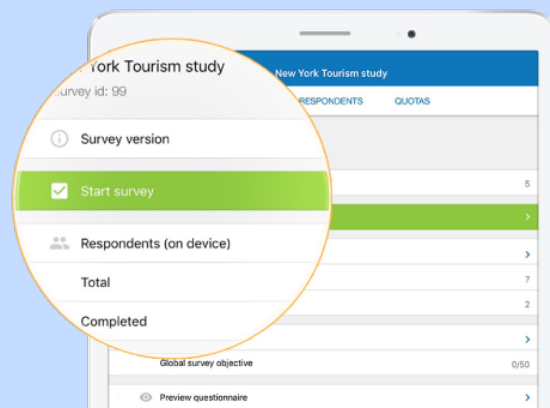 York Tourism study
Survey id: 99
New York Tourism study
RESPONDENTS
QUOTAS
Survey version
5
Start survey
Respondents (on device)
Total
7
Completed
2
Global survey objective
0/50
Preview questionnaire